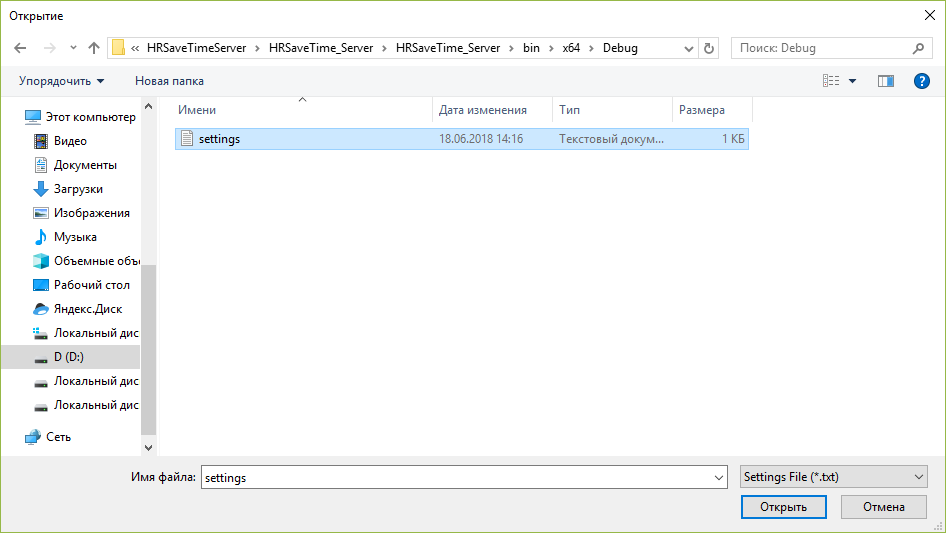 Открытие
« HRSaveTimeServer › HRSaveTime_Server › HRSaveTime_Server › bin › x64 › Debug
Поиск: Debug
Упорядочить
Новая папка
?
Имени
Дата изменения
Тип
Размера
settings
18.06.2018 14:16
Текстовый докум...
1 КБ
Этот компьютер
Видео
Документы
Загрузки
Изображения
Музыка
Объемные объ
Рабочий стол
Яндекс.Диск
Локальный дис
D (D:)
Локальный дис
Локальный дис
Сеть
Имя файла:
settings
Settings File (*.txt)
Открыть
Отмена